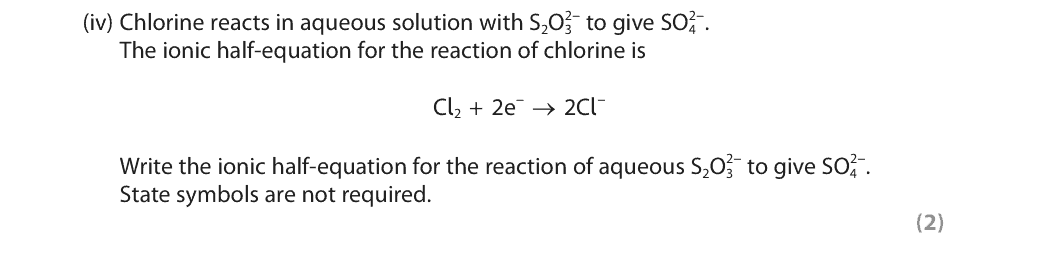 (iv) Chlorine reacts in aqueous solution with S₂O₃²⁻ to give SO₄²⁻.
The ionic half-equation for the reaction of chlorine is
Cl₂ + 2e⁻ → 2Cl⁻
Write the ionic half-equation for the reaction of aqueous S₂O₃²⁻ to give SO₄²⁻.
State symbols are not required.
(2)